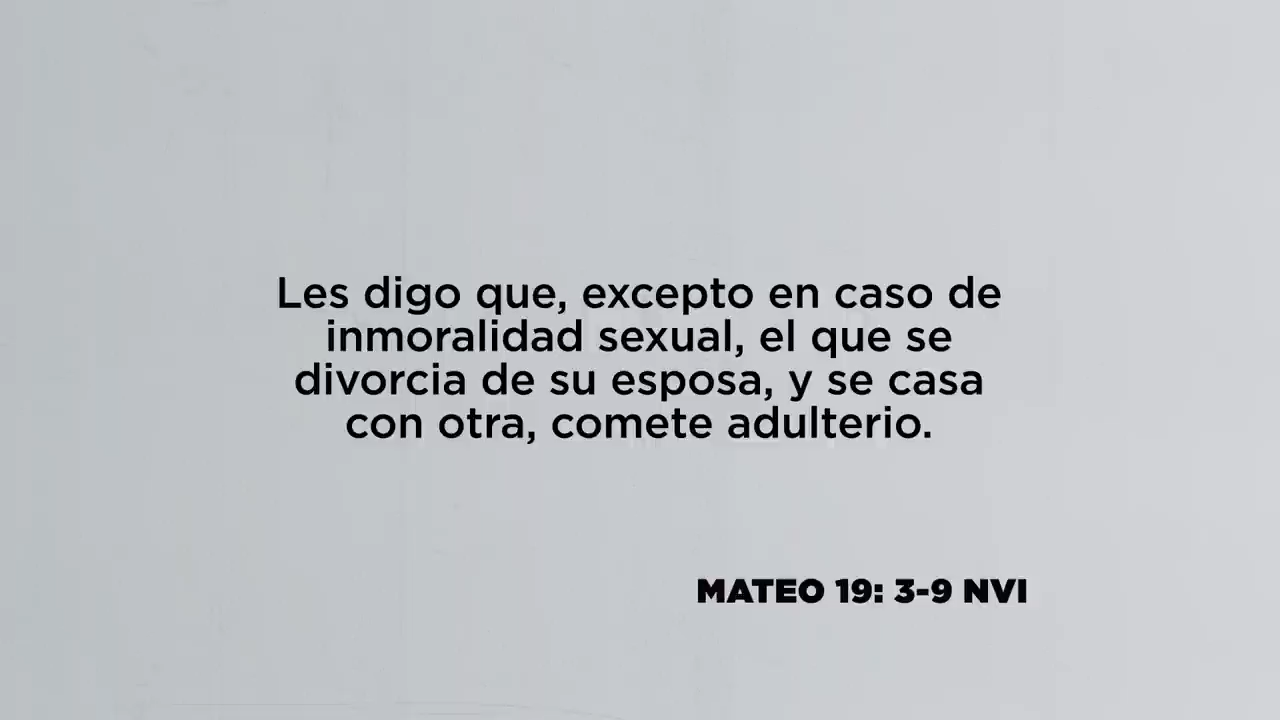 Les digo que, excepto en caso de
inmoralidad sexual, el que se
divorcia de su esposa, y se casa
con otra, comete adulterio.
MATEO 19: 3-9 NVI